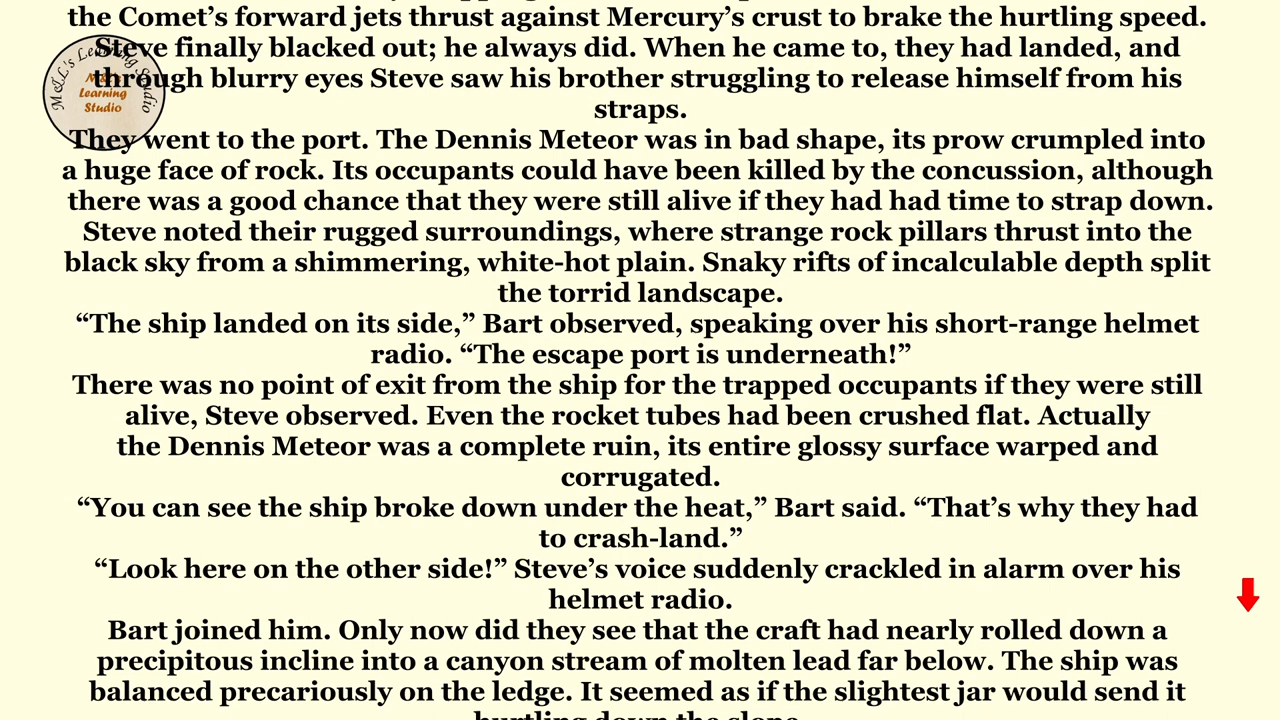 the Comet’s forward jets thrust against Mercury’s crust to brake the hurtling speed.
Steve finally blacked out; he always did. When he came to, they had landed, and
through blurry eyes Steve saw his brother struggling to release himself from his
straps.
They went to the port. The Dennis Meteor was in bad shape, its prow crumpled into
a huge face of rock. Its occupants could have been killed by the concussion, although
there was a good chance that they were still alive if they had had time to strap down.
Steve noted their rugged surroundings, where strange rock pillars thrust into the
black sky from a shimmering, white-hot plain. Snaky rifts of incalculable depth split
the torrid landscape.
“The ship landed on its side,” Bart observed, speaking over his short-range helmet
radio. “The escape port is underneath!”
There was no point of exit from the ship for the trapped occupants if they were still
alive, Steve observed. Even the rocket tubes had been crushed flat. Actually
the Dennis Meteor was a complete ruin, its entire glossy surface warped and
corrugated.
“You can see the ship broke down under the heat,” Bart said. “That’s why they had
to crash-land.”
“Look here on the other side!” Steve’s voice suddenly crackled in alarm over his
helmet radio.
Bart joined him. Only now did they see that the craft had nearly rolled down a
precipitous incline into a canyon stream of molten lead far below. The ship was
balanced precariously on the ledge. It seemed as if the slightest jar would send it
hurtling down the slope.
M&L's Learning Studio
M&L's
Learning
Studio